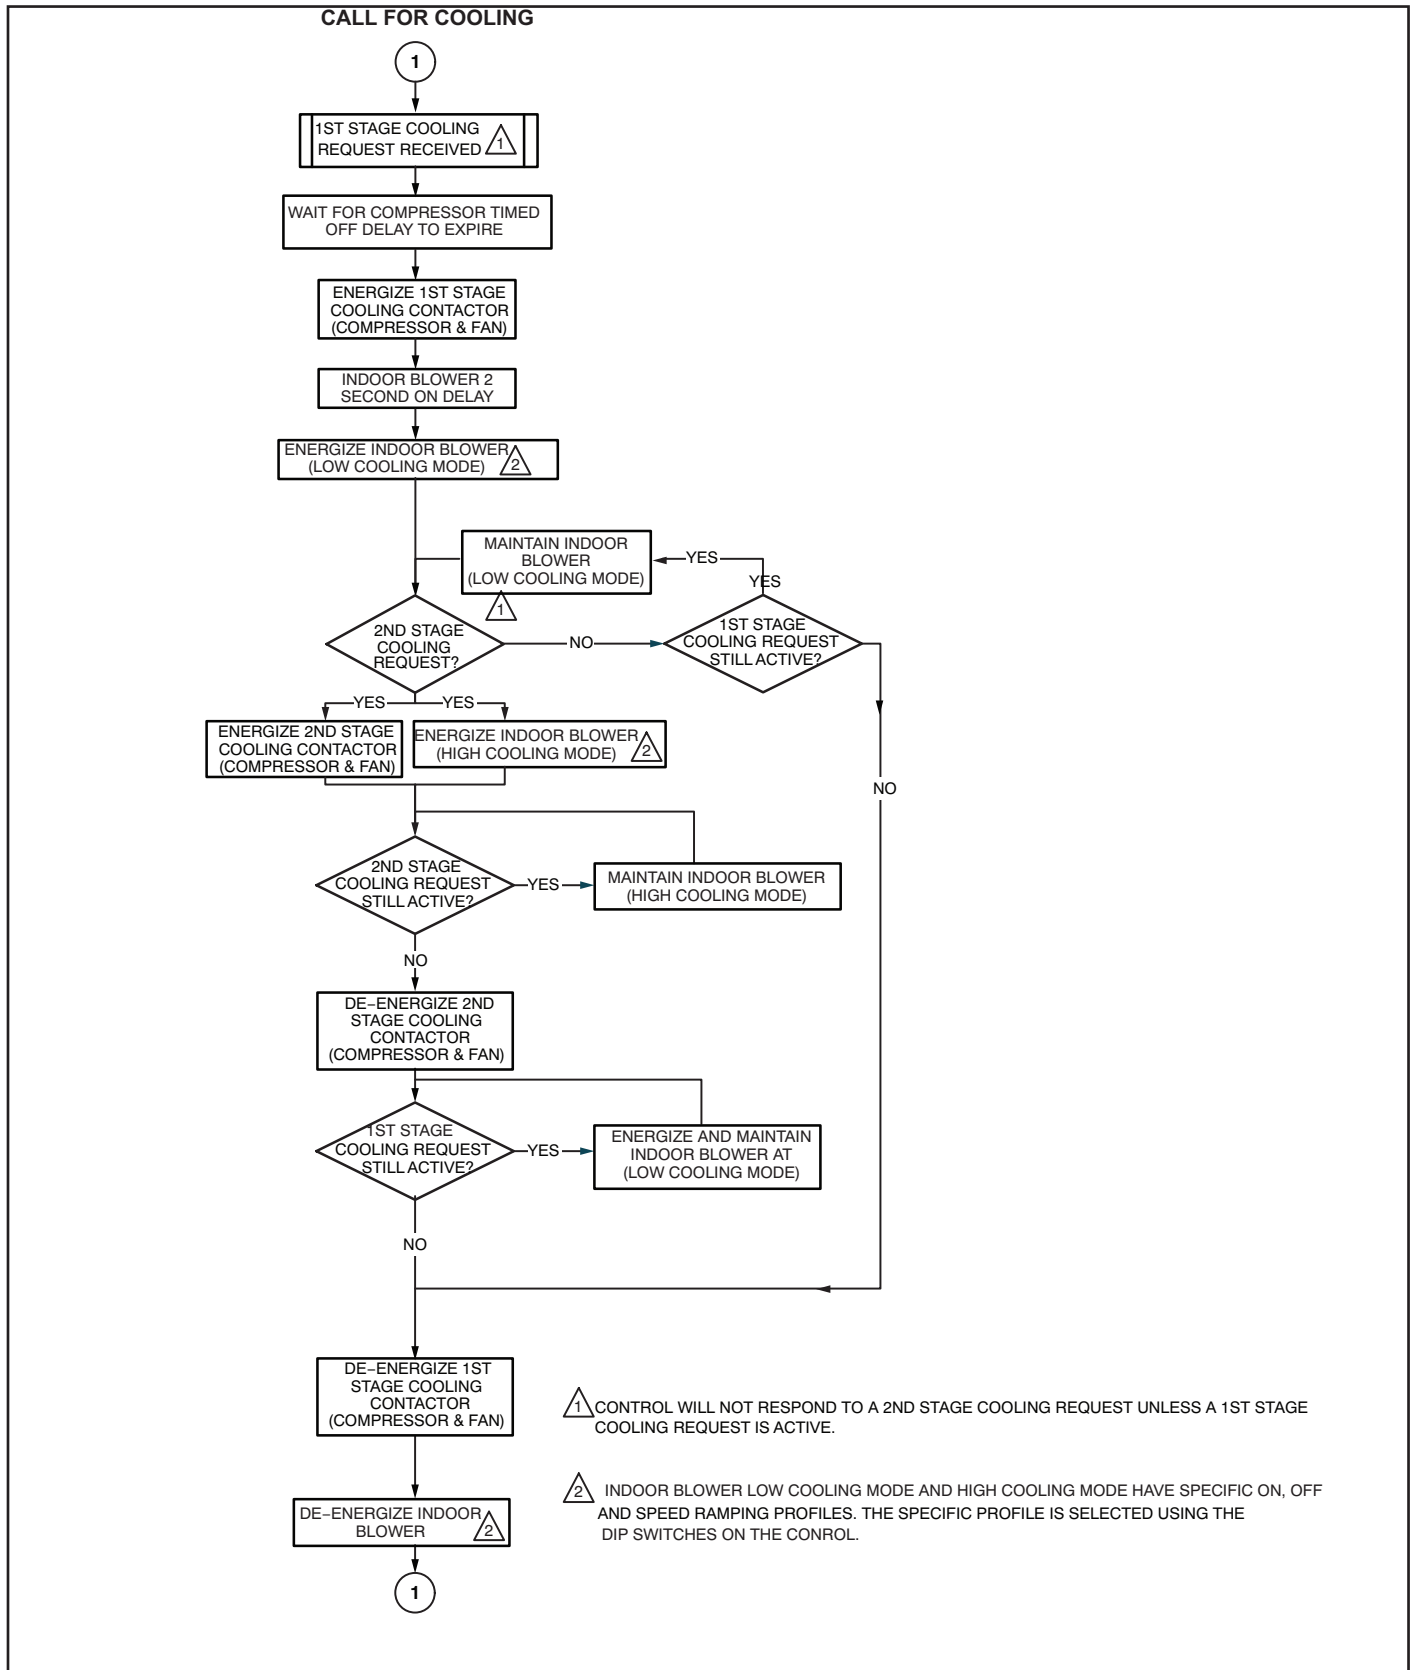 CALL FOR COOLING
1
1ST STAGE COOLING
REQUEST RECEIVED 1
WAIT FOR COMPRESSOR TIMED
OFF DELAY TO EXPIRE
ENERGIZE 1ST STAGE
COOLING CONTACTOR
(COMPRESSOR & FAN)
INDOOR BLOWER 2
SECOND ON DELAY
ENERGIZE INDOOR BLOWER
(LOW COOLING MODE) 2
MAINTAIN INDOOR
BLOWER
(LOW COOLING MODE)
1
YES
YES
2ND STAGE
COOLING
REQUEST?
NO
1ST STAGE
COOLING REQUEST
STILL ACTIVE?
YES
YES
ENERGIZE 2ND STAGE
COOLING CONTACTOR
(COMPRESSOR & FAN)
ENERGIZE INDOOR BLOWER
(HIGH COOLING MODE) 2
NO
2ND STAGE
COOLING REQUEST
STILL ACTIVE?
YES
MAINTAIN INDOOR BLOWER
(HIGH COOLING MODE)
NO
DE–ENERGIZE 2ND
STAGE COOLING
CONTACTOR
(COMPRESSOR & FAN)
1ST STAGE
COOLING REQUEST
STILL ACTIVE?
YES
ENERGIZE AND MAINTAIN
INDOOR BLOWER AT
(LOW COOLING MODE)
NO
DE–ENERGIZE 1ST
STAGE COOLING
CONTACTOR
(COMPRESSOR & FAN)
1 CONTROL WILL NOT RESPOND TO A 2ND STAGE COOLING REQUEST UNLESS A 1ST STAGE
COOLING REQUEST IS ACTIVE.
2 INDOOR BLOWER LOW COOLING MODE AND HIGH COOLING MODE HAVE SPECIFIC ON, OFF
AND SPEED RAMPING PROFILES. THE SPECIFIC PROFILE IS SELECTED USING THE
DIP SWITCHES ON THE CONROL.
DE–ENERGIZE INDOOR
BLOWER 2
1